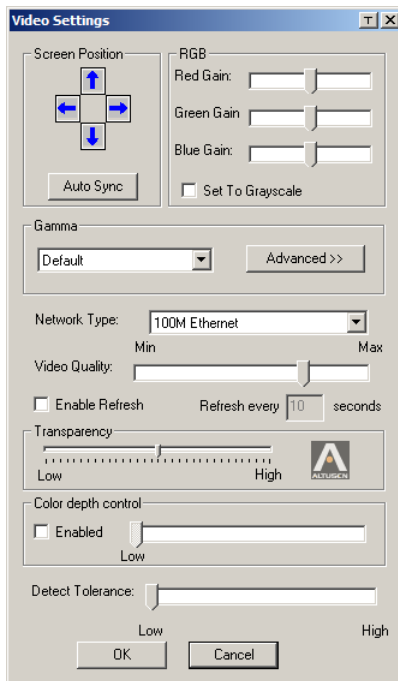 Video Settings
Screen Position
Auto Sync
RGB
Red Gain:
Green Gain
Blue Gain:
Set To Grayscale
Gamma
Default
Advanced >>
Network Type:
100M Ethernet
Min Max
Video Quality:
Enable Refresh Refresh every 10 seconds
Transparency
Low High
ALTUSEN
Color depth control
Enabled
Low
Detect Tolerance:
Low High
OK Cancel